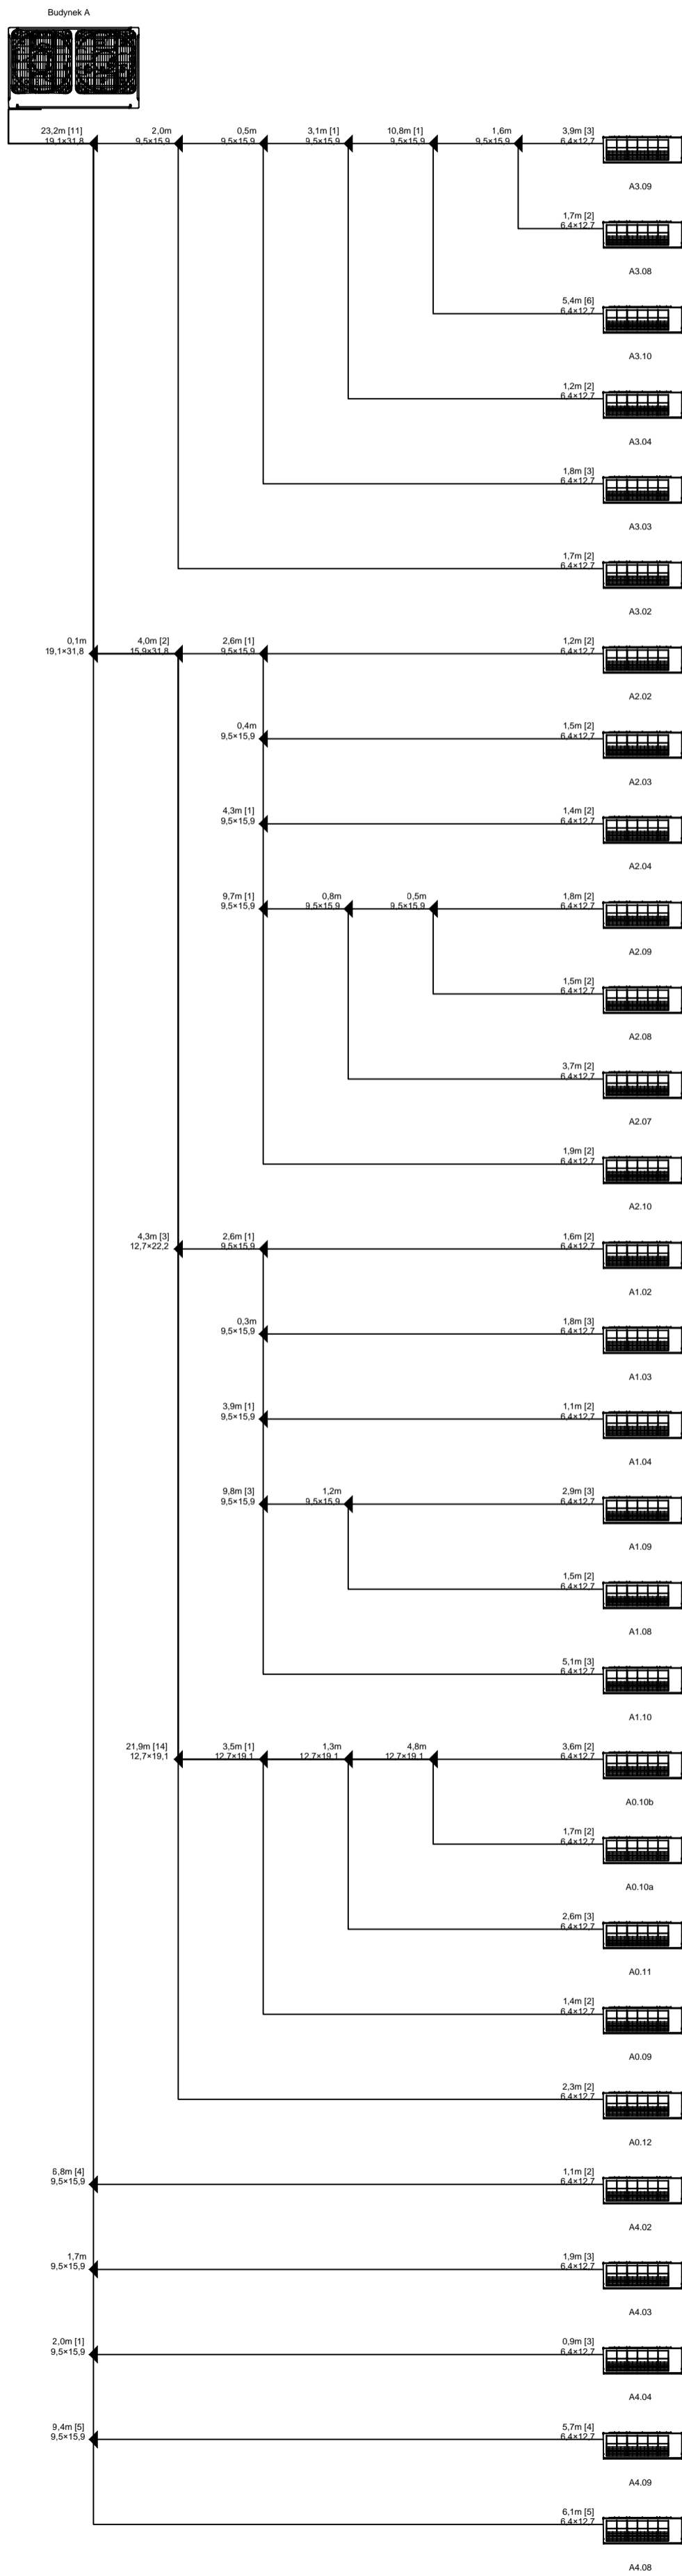 Budynek A
23,2m [11] 2,0m 0,5m 3,1m [1] 10,8m [1] 1,6m 3,9m [3]
19,1×31,8 9,5×15,9 9,5×15,9 9,5×15,9 9,5×15,9 9,5×15,9 6,4×12,7
A3.09
1,7m [2]
6,4×12,7
A3.08
5,4m [6]
6,4×12,7
A3.10
1,2m [2]
6,4×12,7
A3.04
1,8m [3]
6,4×12,7
A3.03
1,7m [2]
6,4×12,7
A3.02
0,1m 4,0m [2] 2,6m [1] 1,2m [2]
19,1×31,8 15,9×31,8 9,5×15,9 6,4×12,7
A2.02
0,4m 1,5m [2]
9,5×15,9 6,4×12,7
A2.03
4,3m [1] 1,4m [2]
9,5×15,9 6,4×12,7
A2.04
9,7m [1] 0,8m 0,5m 1,8m [2]
9,5×15,9 9,5×15,9 9,5×15,9 6,4×12,7
A2.09
1,5m [2]
6,4×12,7
A2.08
3,7m [2]
6,4×12,7
A2.07
1,9m [2]
6,4×12,7
A2.10
4,3m [3] 2,6m [1] 1,6m [2]
12,7×22,2 9,5×15,9 6,4×12,7
A1.02
0,3m 1,8m [3]
9,5×15,9 6,4×12,7
A1.03
3,9m [1] 1,1m [2]
9,5×15,9 6,4×12,7
A1.04
9,8m [3] 1,2m 2,9m [3]
9,5×15,9 9,5×15,9 6,4×12,7
A1.09
1,5m [2]
6,4×12,7
A1.08
5,1m [3]
6,4×12,7
A1.10
21,9m [14] 3,5m [1] 1,3m 4,8m 3,6m [2]
12,7×19,1 12,7×19,1 12,7×19,1 12,7×19,1 6,4×12,7
A0.10b
1,7m [2]
6,4×12,7
A0.10a
2,6m [3]
6,4×12,7
A0.11
1,4m [2]
6,4×12,7
A0.09
2,3m [2]
6,4×12,7
A0.12
6,8m [4] 1,1m [2]
9,5×15,9 6,4×12,7
A4.02
1,7m 1,9m [3]
9,5×15,9 6,4×12,7
A4.03
2,0m [1] 0,9m [3]
9,5×15,9 6,4×12,7
A4.04
9,4m [5] 5,7m [4]
9,5×15,9 6,4×12,7
A4.09
6,1m [5]
6,4×12,7
A4.08